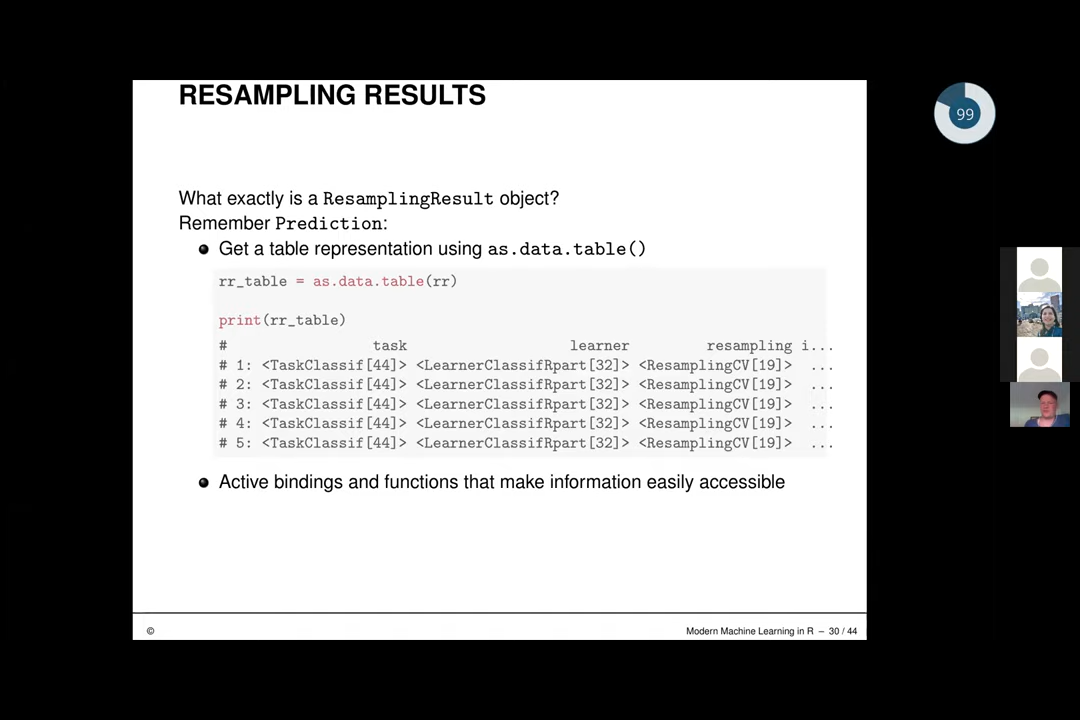 RESAMPLING RESULTS
99
What exactly is a ResamplingResult object?
Remember Prediction:
Get a table representation using as.data.table()
rr_table = as.data.table(rr)
print(rr_table)
# task learner resampling i...
# 1: <TaskClassif[44]> <LearnerClassifRpart[32]> <ResamplingCV[19]> ...
# 2: <TaskClassif[44]> <LearnerClassifRpart[32]> <ResamplingCV[19]> ...
# 3: <TaskClassif[44]> <LearnerClassifRpart[32]> <ResamplingCV[19]> ...
# 4: <TaskClassif[44]> <LearnerClassifRpart[32]> <ResamplingCV[19]> ...
# 5: <TaskClassif[44]> <LearnerClassifRpart[32]> <ResamplingCV[19]> ...
Active bindings and functions that make information easily accessible
© Modern Machine Learning in R – 30 / 44